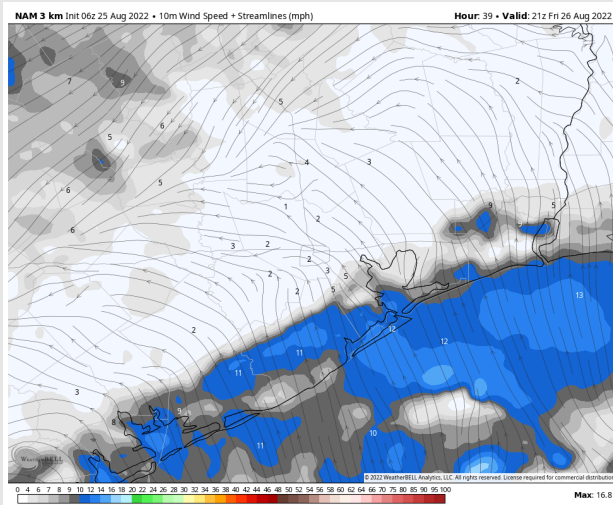 NAM 3 km Init 06z 25 Aug 2022 • 10m Wind Speed + Streamlines (mph) Hour: 39 • Valid: 21z Fri 26 Aug 2022
7 9 2
5
6
5
4 3
5
6
1
2 9 5
6
3 2
2 3
2 5
2 5 13
2 12
12
11
11
3
9
8
10
11
WeatherBELL
© 2022 WeatherBELL Analytics, LLC. All rights reserved. License required for commercial distribution
0 4 6 7 8 9 10 12 14 16 18 20 22 24 26 28 30 32 34 36 38 40 42 44 46 48 50 52 54 56 58 60 62 64 66 70 75 80 85 90 95 100 Max: 16.8